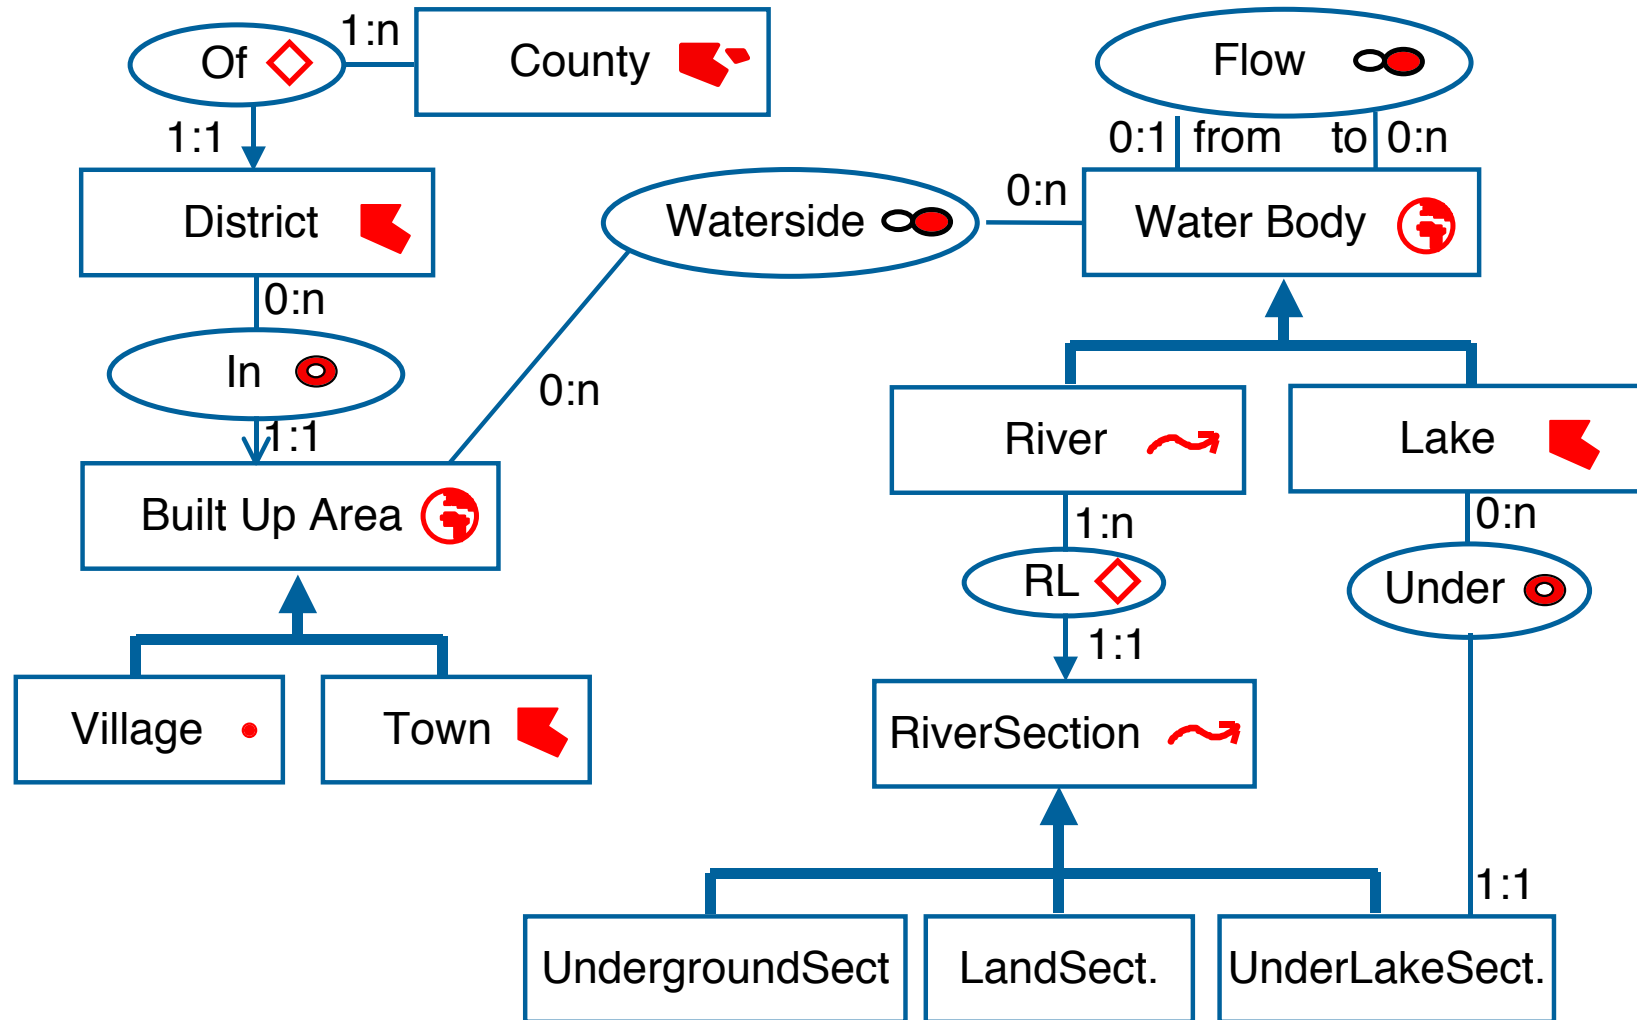 Of
1:n
County
Flow
1:1
0:1 from to 0:n
District
Waterside
0:n
Water Body
0:n
In
0:n
1:1
River
Lake
Built Up Area
1:n
0:n
RL
Under
1:1
Village
Town
RiverSection
1:1
UndergroundSect
LandSect.
UnderLakeSect.